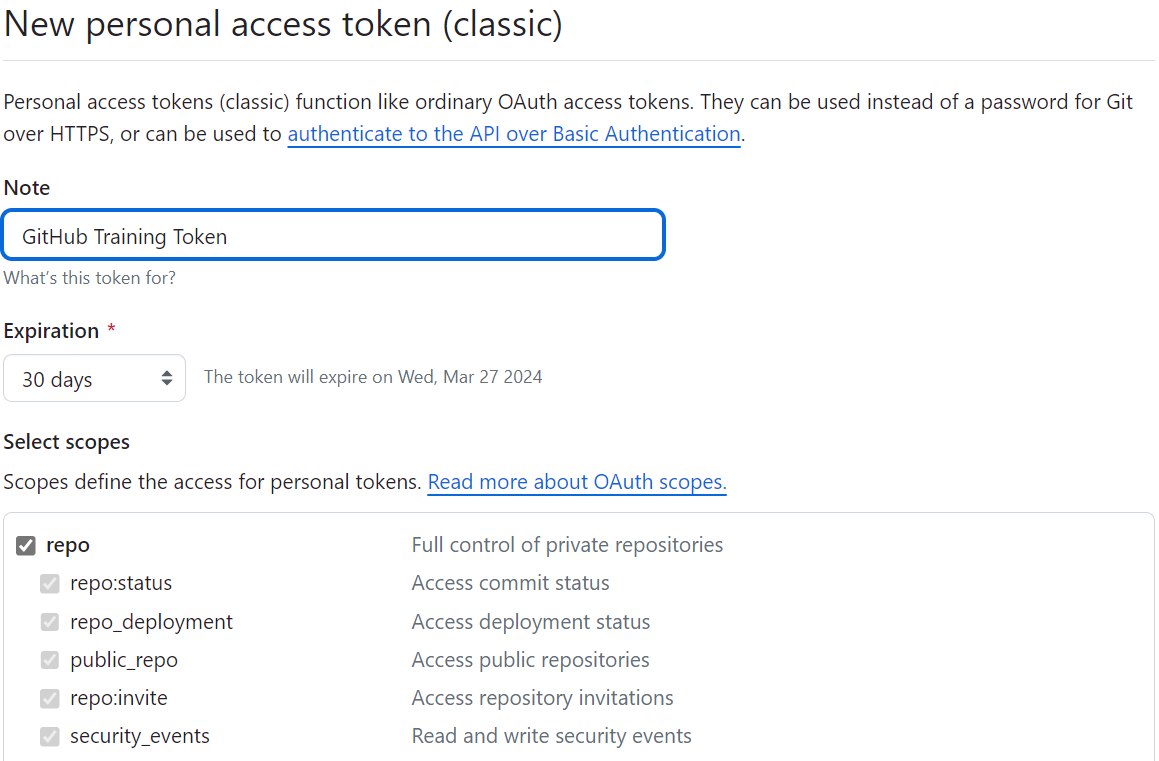 New personal access token (classic)
Personal access tokens (classic) function like ordinary OAuth access tokens. They can be used instead of a password for Git
over HTTPS, or can be used to authenticate to the API over Basic Authentication.
Note
GitHub Training Token
What's this token for?
Expiration *
30 days The token will expire on Wed, Mar 27 2024
Select scopes
Scopes define the access for personal tokens. Read more about OAuth scopes.
repo Full control of private repositories
repo:status Access commit status
repo_deployment Access deployment status
public_repo Access public repositories
repo:invite Access repository invitations
security_events Read and write security events